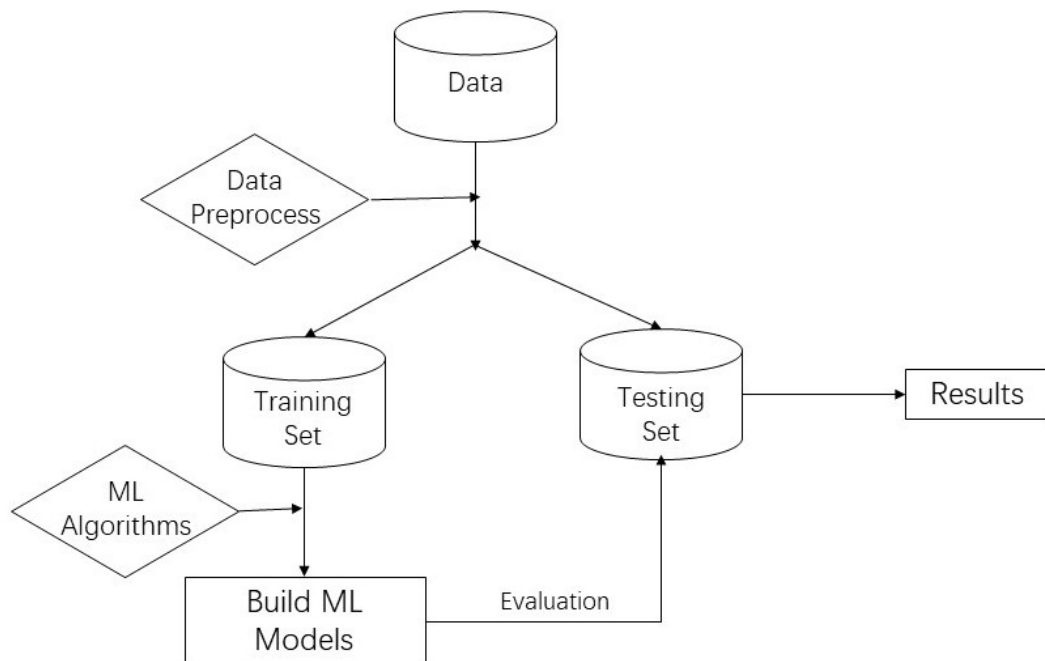 Data
Data
Preprocess
Training
Set
Testing
Set
Results
ML
Algorithms
Build ML
Models
Evaluation